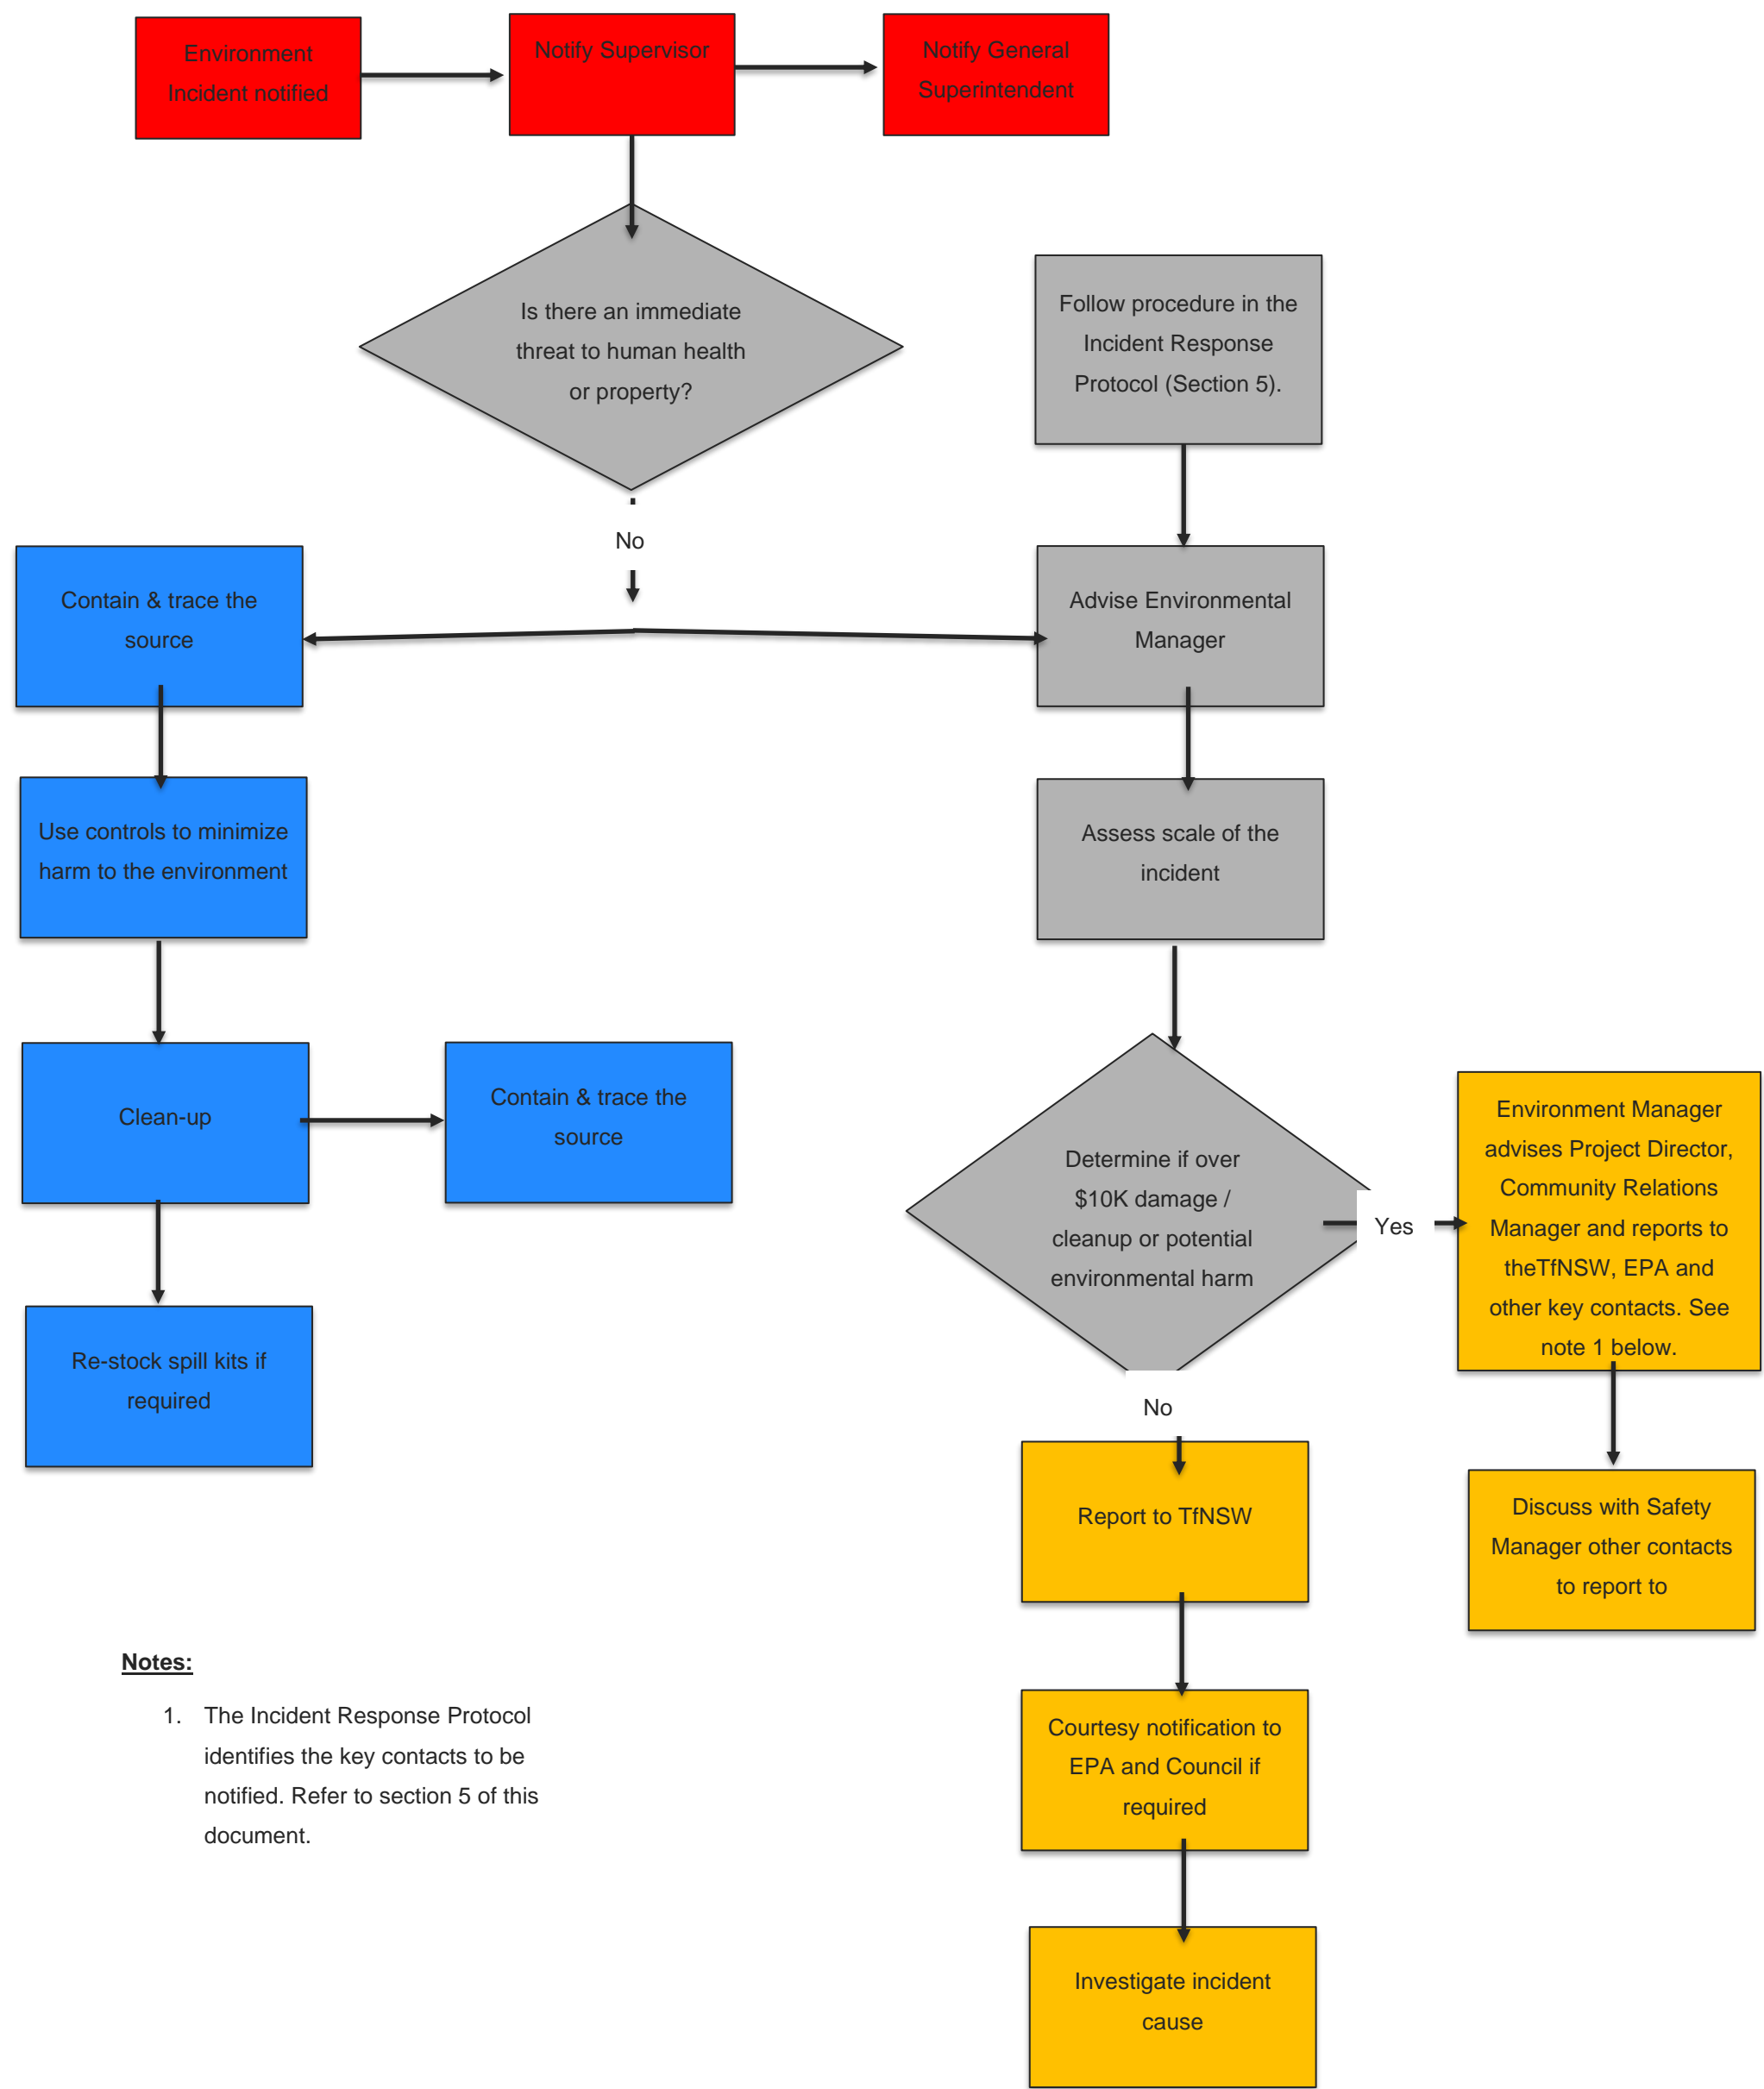 Environment
Incident notified
Notify Supervisor
Notify General
Superintendent
Is there an immediate
threat to human health
or property?
Follow procedure in the
Incident Response
Protocol (Section 5).
No
Contain & trace the
source
Advise Environmental
Manager
Use controls to minimize
harm to the environment
Assess scale of the
incident
Clean-up
Contain & trace the
source
Determine if over
$10K damage /
cleanup or potential
environmental harm
Yes
Environment Manager
advises Project Director,
Community Relations
Manager and reports to
theTfNSW, EPA and
other key contacts. See
note 1 below.
Re-stock spill kits if
required
No
Report to TfNSW
Discuss with Safety
Manager other contacts
to report to
Notes:
1. The Incident Response Protocol
identifies the key contacts to be
notified. Refer to section 5 of this
document.
Courtesy notification to
EPA and Council if
required
Investigate incident
cause